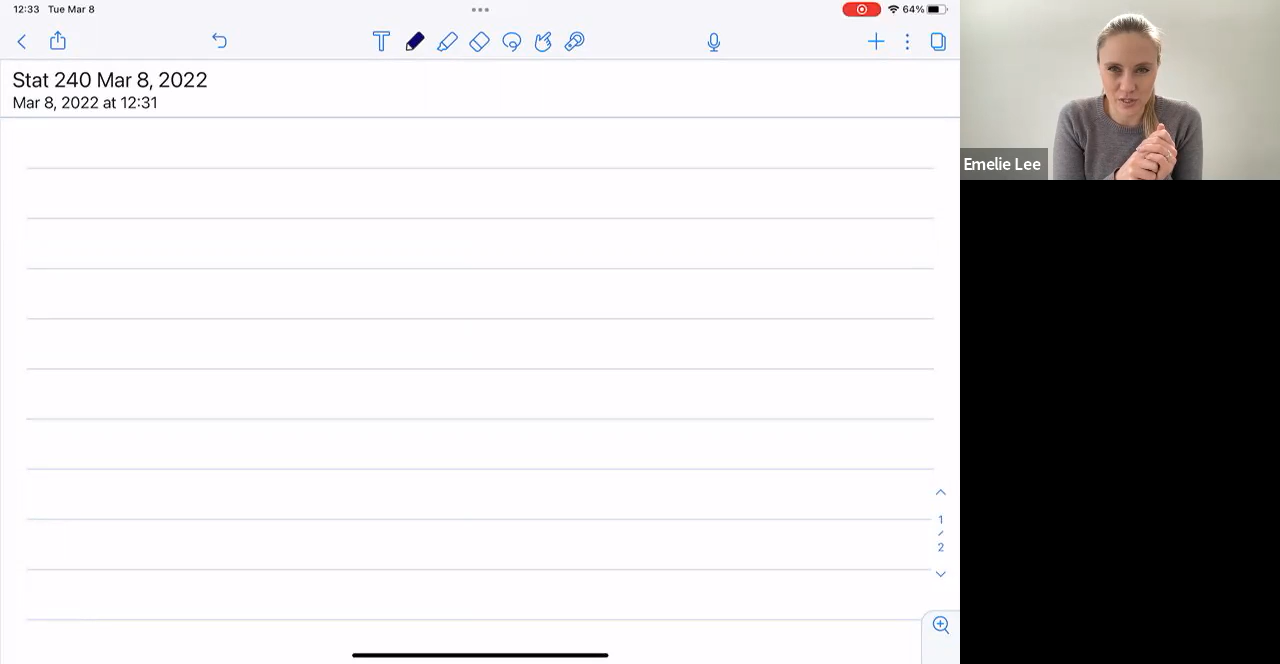 12:33 Tue Mar 8
64%
Stat 240 Mar 8, 2022
Mar 8, 2022 at 12:31
Emelie Lee
1
2